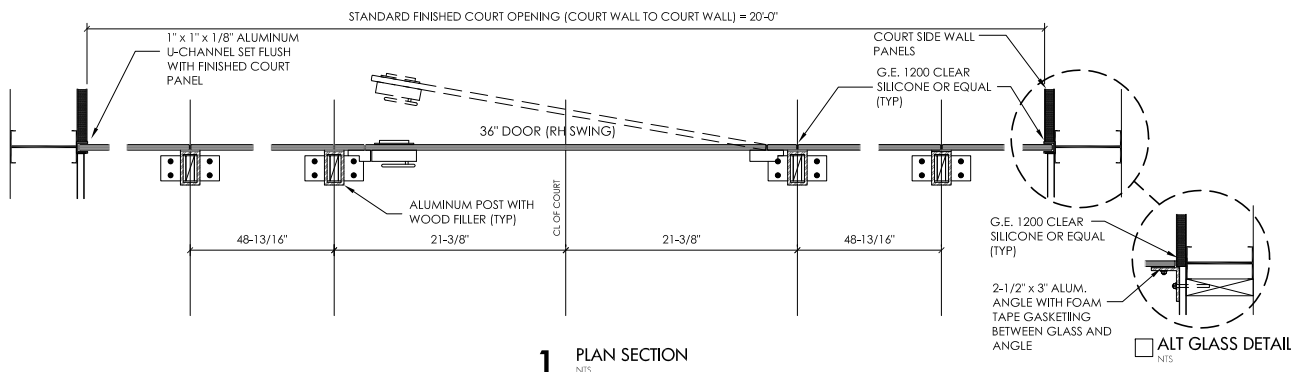 STANDARD FINISHED COURT OPENING (COURT WALL TO COURT WALL) = 20'-0"
1" x 1" x 1/8" ALUMINUM
U-CHANNEL SET FLUSH
WITH FINISHED COURT
PANEL
COURT SIDE WALL
PANELS
G.E. 1200 CLEAR
SILICONE OR EQUAL
(TYP)
36" DOOR (RH SWING)
ALUMINUM POST WITH
WOOD FILLER (TYP)
CL OF COURT
48-13/16"
21-3/8"
21-3/8"
48-13/16"
G.E. 1200 CLEAR
SILICONE OR EQUAL
(TYP)
2-1/2" x 3" ALUM.
ANGLE WITH FOAM
TAPE GASKETIING
BETWEEN GLASS AND
ANGLE
1 PLAN SECTION
NTS
ALT GLASS DETAIL
NTS